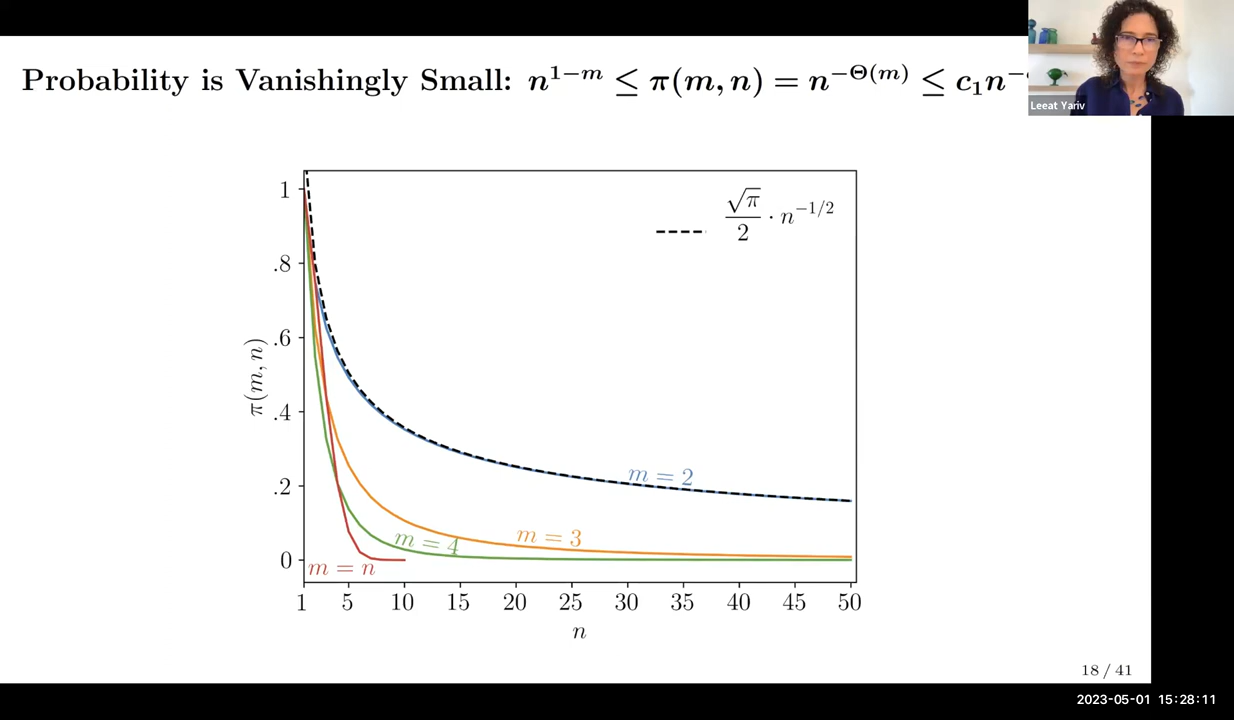 Probability is Vanishingly Small: n^{1−m} ≤ π(m, n) = n^{−Θ(m)} ≤ c₁n^−
Leeat Yariv
√π/2 · n^{−1/2}
1
.8
.6
.4
.2
0
π(m, n)
m = 2
m = 3
m = 4
m = n
1 5 10 15 20 25 30 35 40 45 50
n
18 / 41
2023-05-01 15:28:11